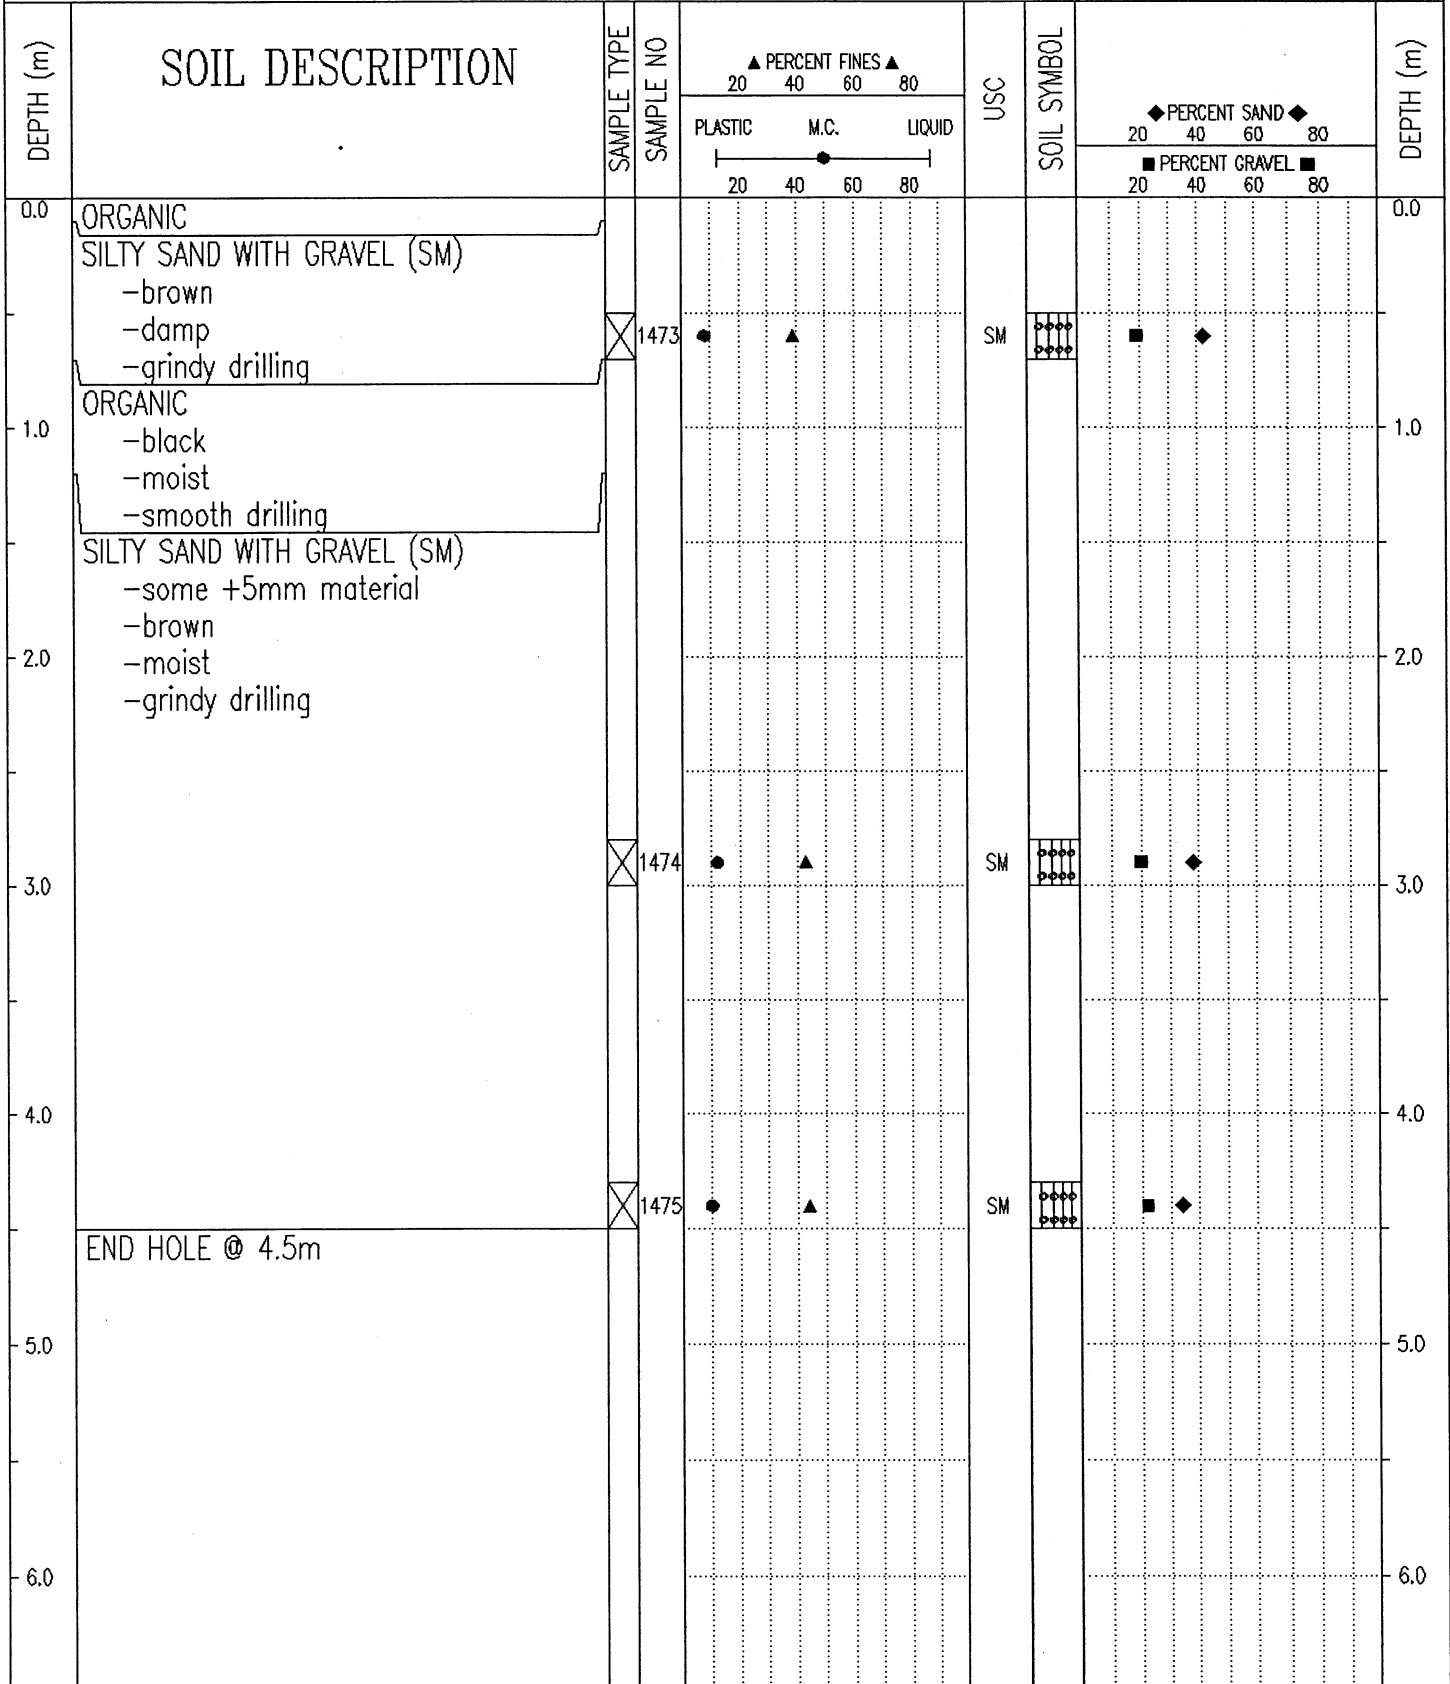 DEPTH (m)
SOIL DESCRIPTION
SAMPLE TYPE
SAMPLE NO
▲ PERCENT FINES ▲
20 40 60 80
PLASTIC M.C. LIQUID
20 40 60 80
USC
SOIL SYMBOL
◆ PERCENT SAND ◆
20 40 60 80
■ PERCENT GRAVEL ■
20 40 60 80
DEPTH (m)
0.0
ORGANIC
0.0
SILTY SAND WITH GRAVEL (SM)
-brown
-damp
1473 SM
-grindy drilling
ORGANIC
1.0
1.0
-black
-moist
-smooth drilling
SILTY SAND WITH GRAVEL (SM)
-some +5mm material
-brown
2.0
-moist
2.0
-grindy drilling
1474 SM
3.0
3.0
4.0
4.0
1475 SM
END HOLE @ 4.5m
5.0
5.0
6.0
6.0